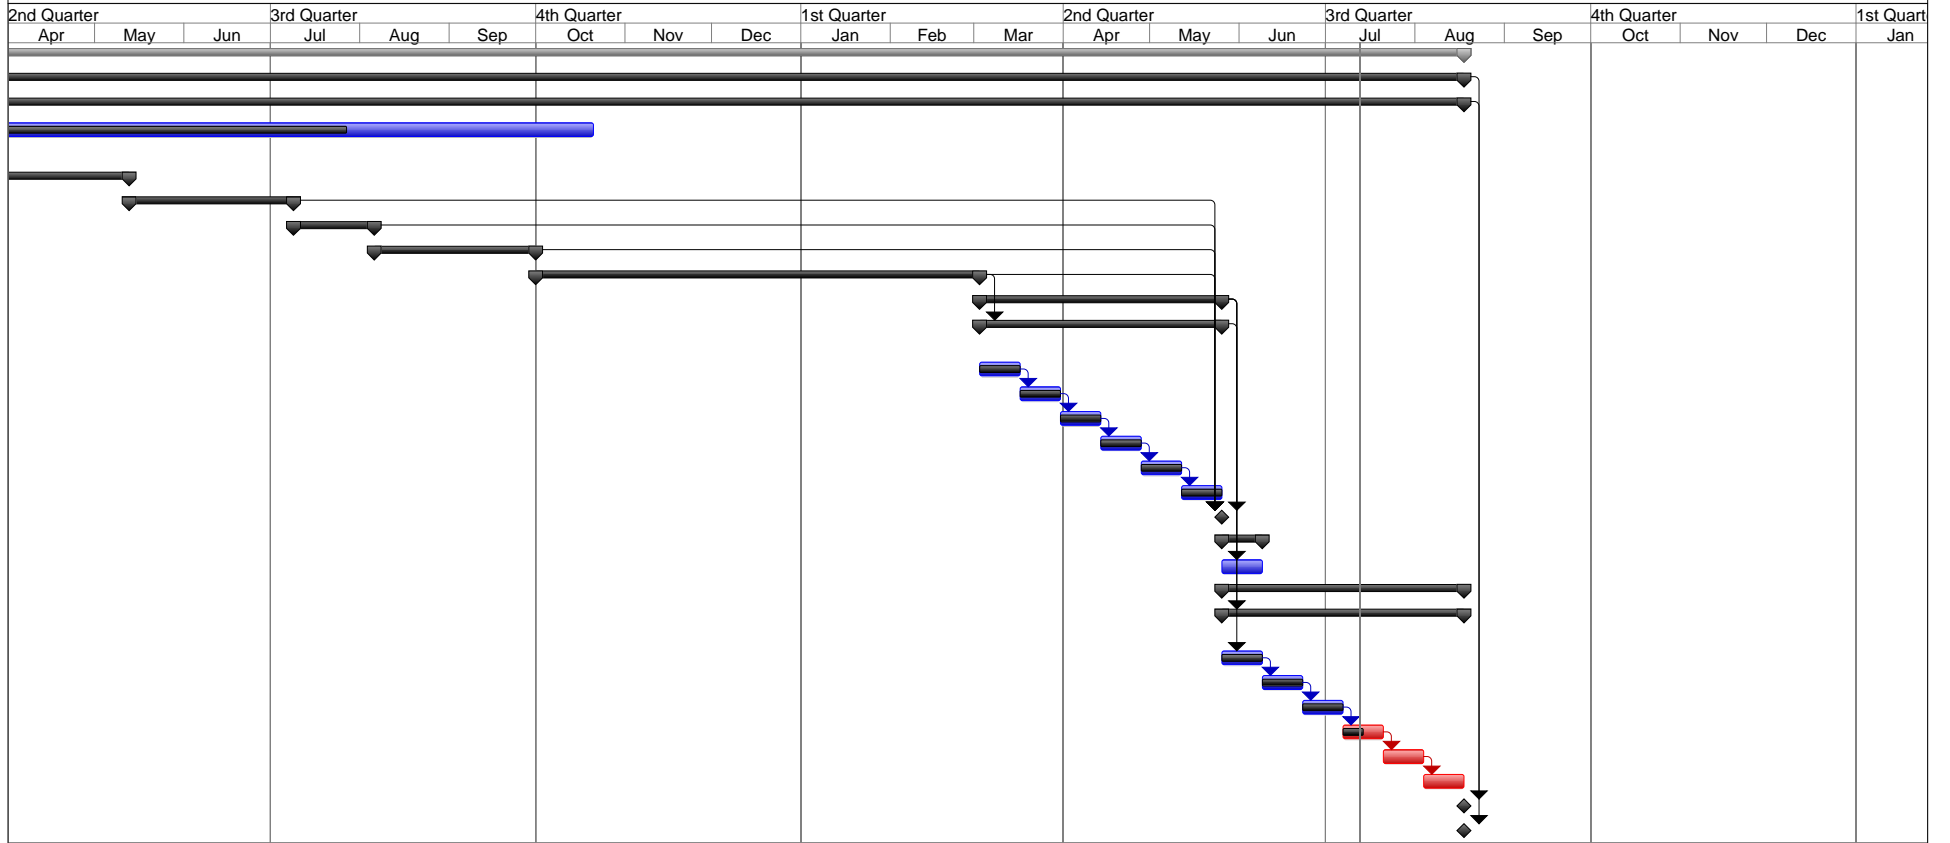 2nd Quarter 3rd Quarter 4th Quarter 1st Quarter 2nd Quarter 3rd Quarter 4th Quarter 1st Quart
Apr May Jun Jul Aug Sep Oct Nov Dec Jan Feb Mar Apr May Jun Jul Aug Sep Oct Nov Dec Jan